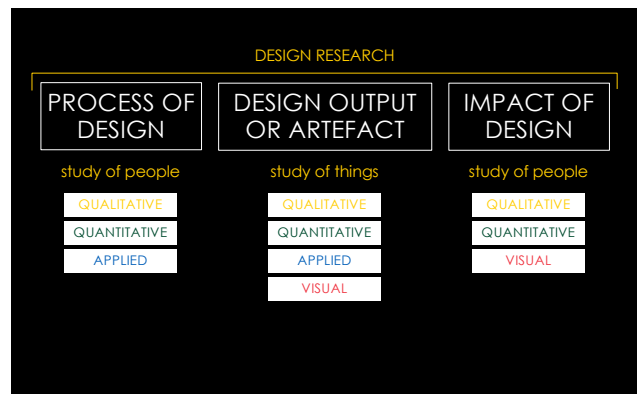 DESIGN RESEARCH
PROCESS OF
DESIGN
study of people
QUALITATIVE
QUANTITATIVE
APPLIED
DESIGN OUTPUT
OR ARTEFACT
study of things
QUALITATIVE
QUANTITATIVE
APPLIED
VISUAL
IMPACT OF
DESIGN
study of people
QUALITATIVE
QUANTITATIVE
VISUAL